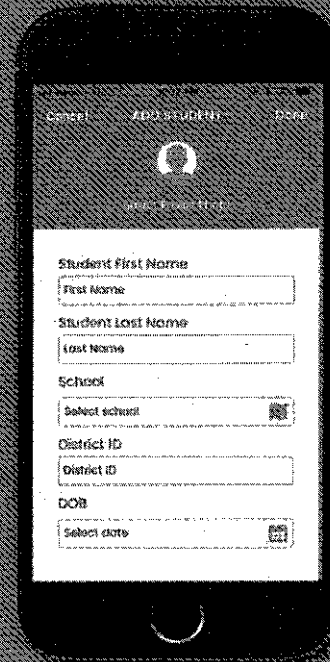 Cancel ADD STUDENT Done
Student First Name
First Name
Student Last Name
Last Name
School
Select school
District ID
District ID
DOB
Select date